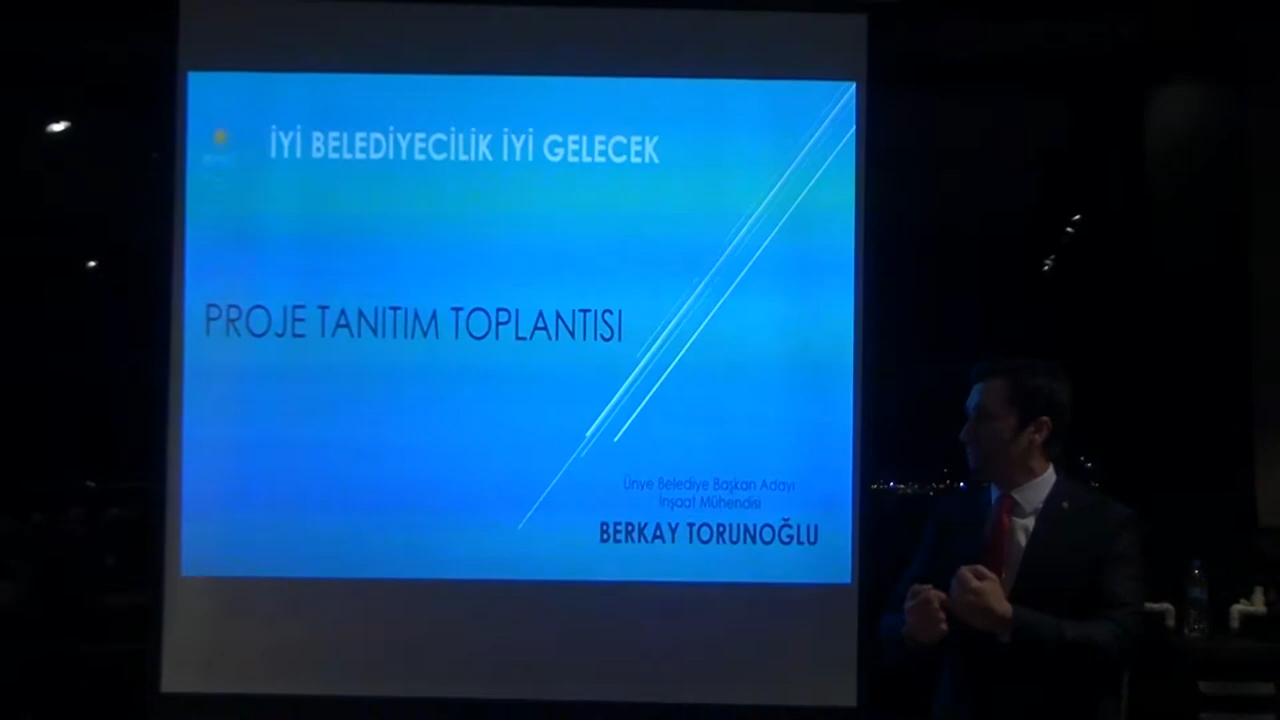 İYİ BELEDİYECİLİK İYİ GELECEK
PROJE TANITIM TOPLANTISI
Ünye Belediye Başkan Adayı
İnşaat Mühendisi
BERKAY TORUNOĞLU